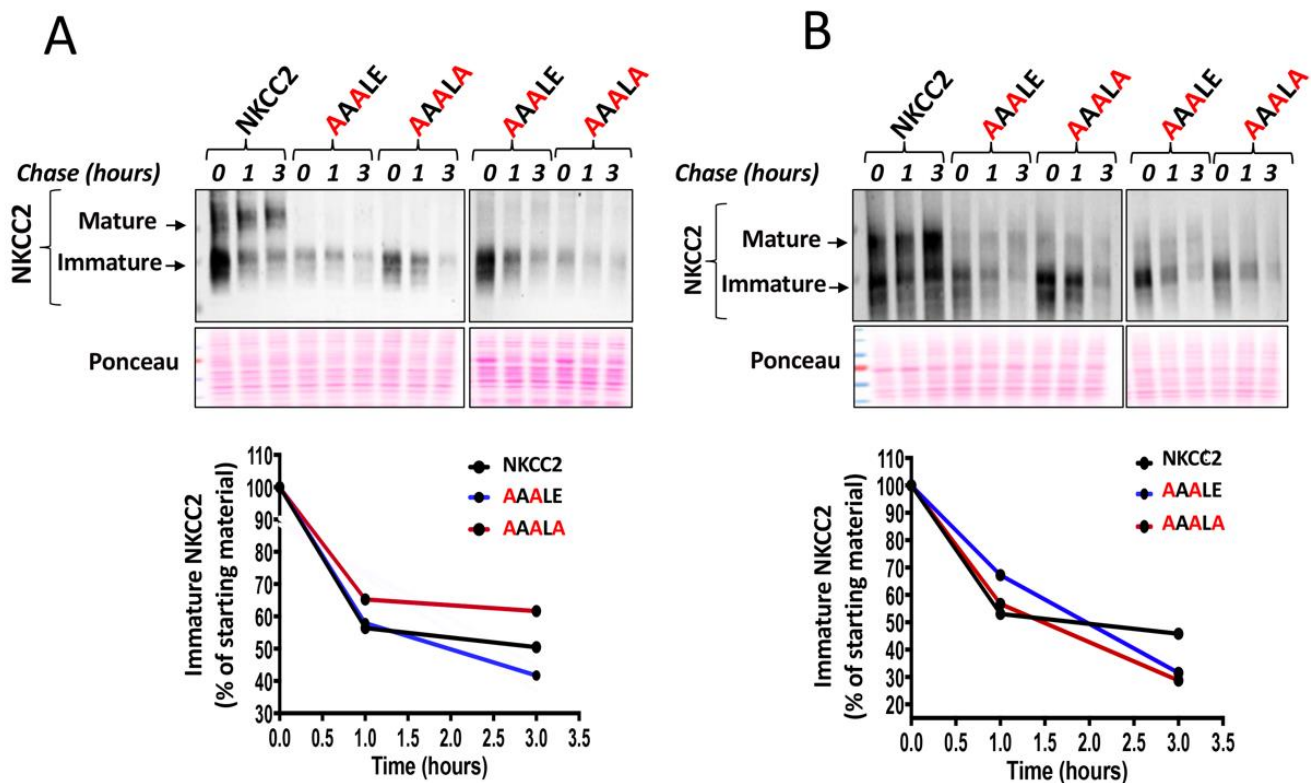 A
NKCC2 AAALE AAALA AAALE AAALA
Chase (hours) 0 1 3 0 1 3 0 1 3 0 1 3 0 1 3
NKCC2
Mature
Immature
Ponceau
Immature NKCC2
(% of starting material)
110
100
90
70
60
50
40
30
0.0 0.5 1.0 1.5 2.0 2.5 3.0 3.5
Time (hours)
NKCC2
AAALE
AAALA
B
NKCC2 AAALE AAALA AAALE AAALA
Chase (hours) 0 1 3 0 1 3 0 1 3 0 1 3 0 1 3
NKCC2
Mature
Immature
Ponceau
Immature NKCC2
(% of starting material)
110
100
90
80
70
60
50
40
30
20
0.0 0.5 1.0 1.5 2.0 2.5 3.0 3.5
Time (hours)
NKCC2
AAALE
AAALA